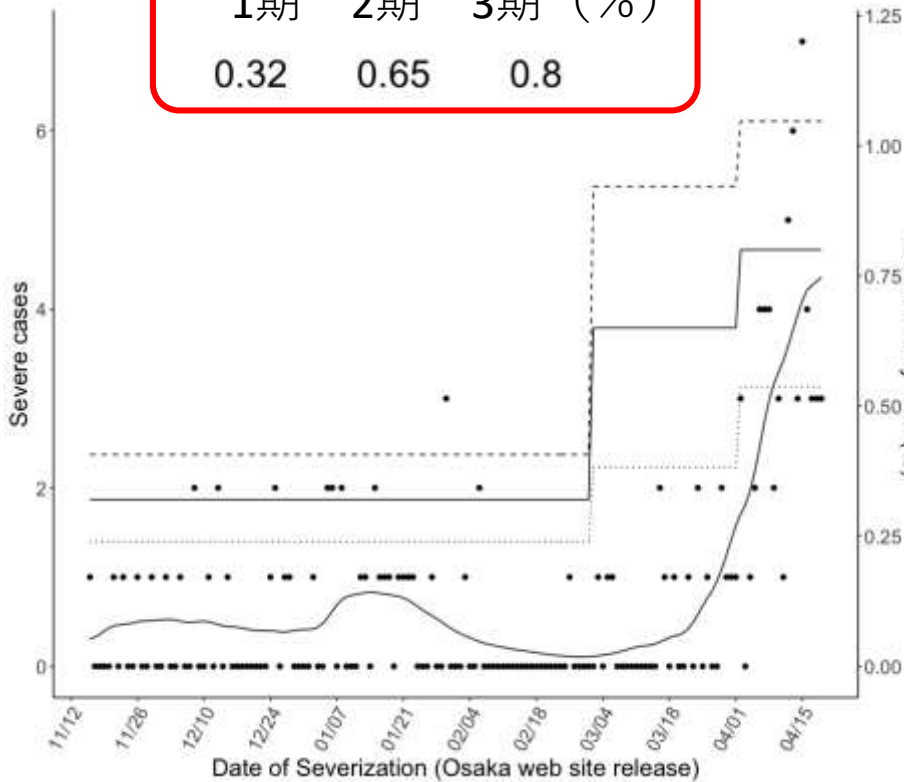 1期 2期 3期 (%)
0.32 0.65 0.8
1.25
6
1.00
0.75
4
Severe cases
0.50
2
0.25
0
0.00
11/12 11/26 12/10 12/24 01/07 01/21 02/04 02/18 03/04 03/18 04/01 04/15
Date of Severization (Osaka web site release)